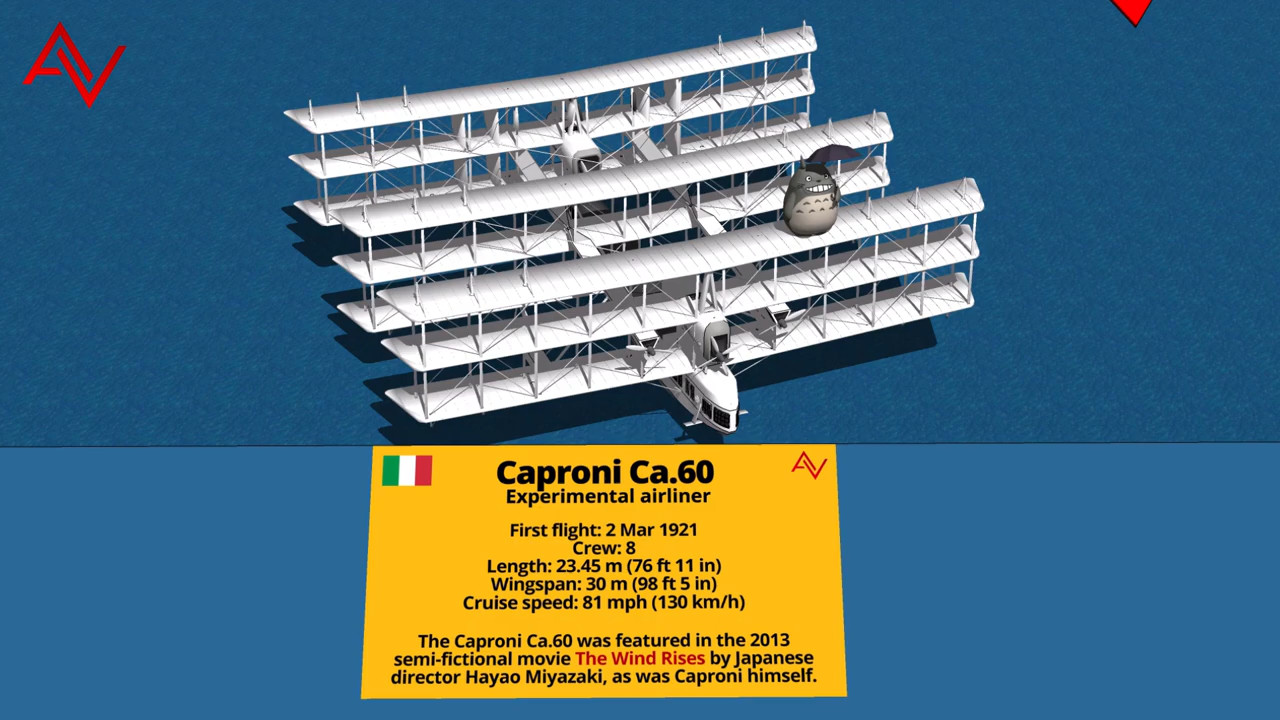 AV
Caproni Ca.60
AV
Experimental airliner
First flight: 2 Mar 1921
Crew: 8
Length: 23.45 m (76 ft 11 in)
Wingspan: 30 m (98 ft 5 in)
Cruise speed: 81 mph (130 km/h)
The Caproni Ca.60 was featured in the 2013
semi-fictional movie The Wind Rises by Japanese
director Hayao Miyazaki, as was Caproni himself.